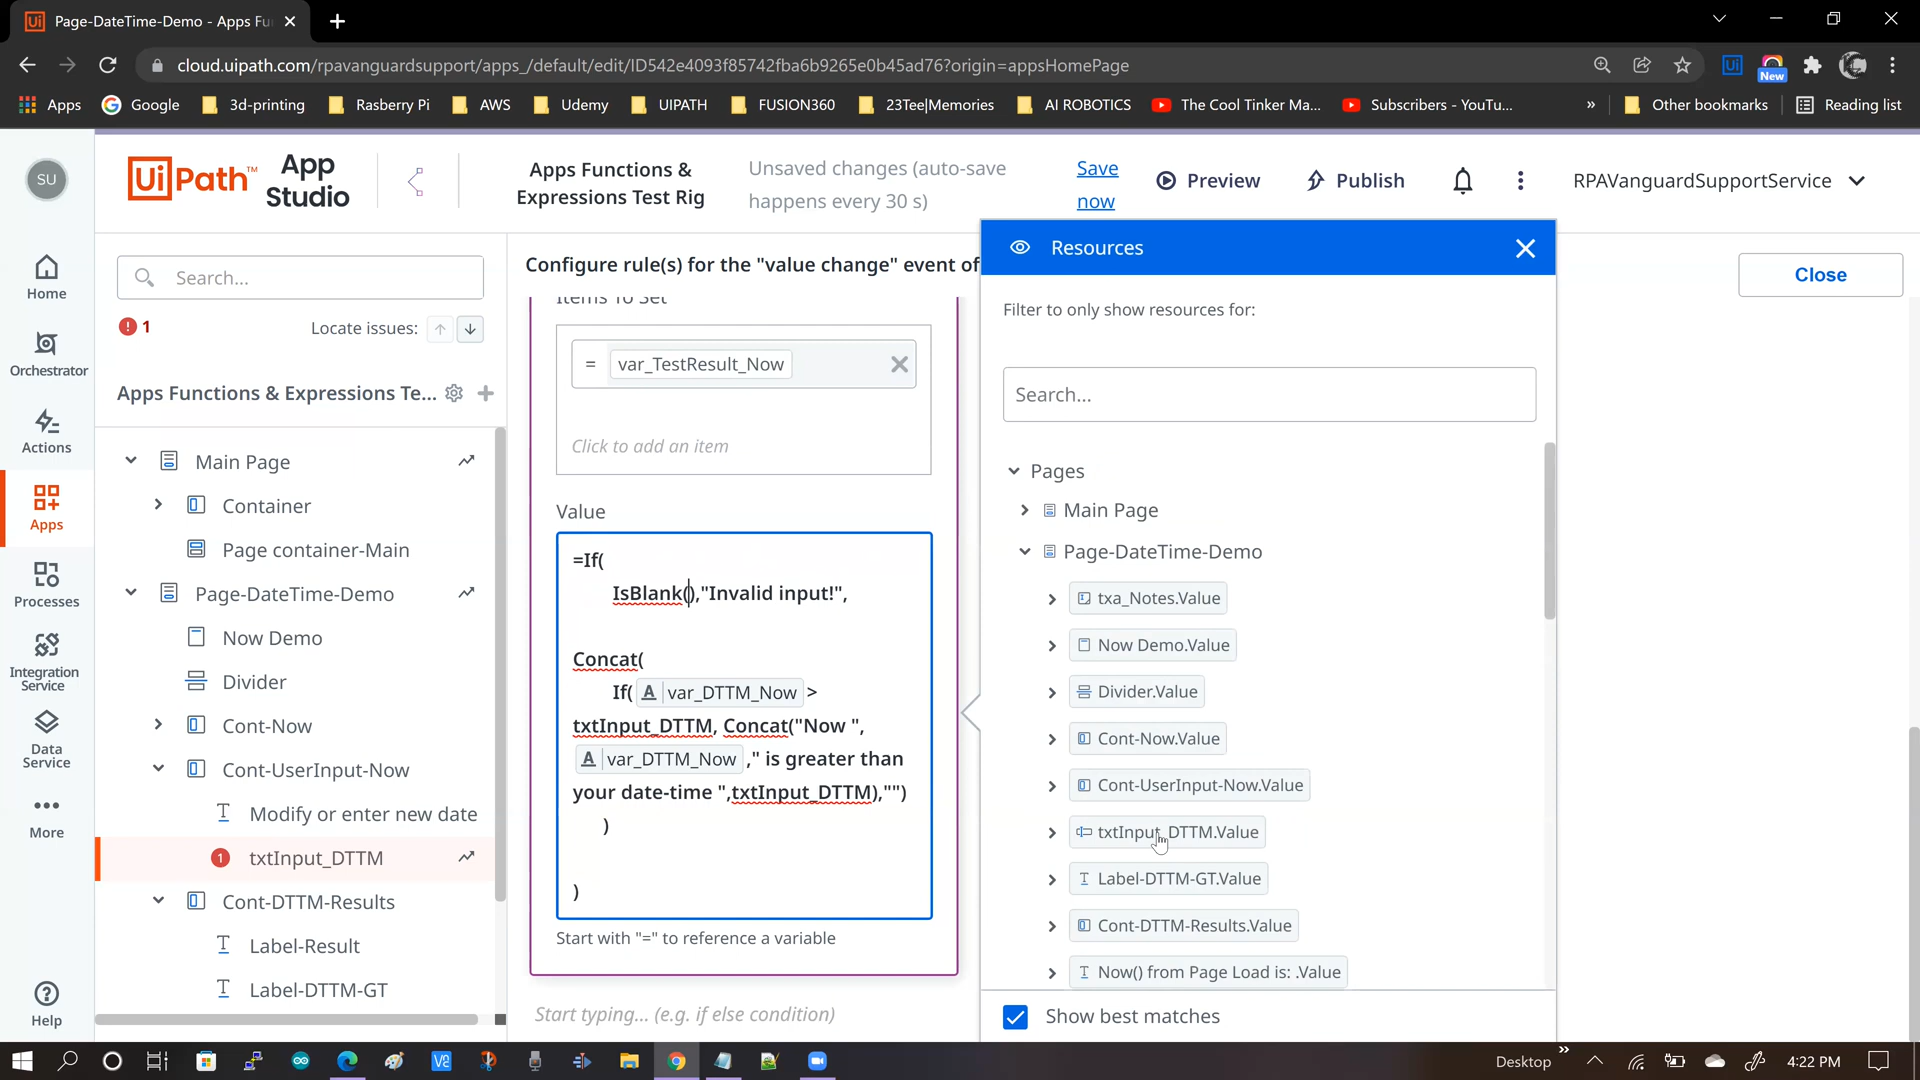 Page-DateTime-Demo - Apps Fu
cloud.uipath.com/rpavanguardsupport/apps_/default/edit/ID542e4093f85742fba6b9265e0b45ad76?origin=appsHomePage
New
Apps Google 3d-printing Rasberry Pi AWS Udemy UIPATH FUSION360 23Tee|Memories AI ROBOTICS The Cool Tinker Ma... Subscribers - YouTu... » Other bookmarks Reading list
SU
Ui Path™ App Studio
Apps Functions &
Expressions Test Rig
Unsaved changes (auto-save
happens every 30 s)
Save
now
Preview
Publish
RPAVanguardSupportService
Home
Orchestrator
Actions
Apps
Processes
Integration
Service
Data
Service
More
Help
Search...
1
Locate issues:
Apps Functions & Expressions Te...
Main Page
Container
Page container-Main
Page-DateTime-Demo
Now Demo
Divider
Cont-Now
Cont-UserInput-Now
Modify or enter new date
1 txtInput_DTTM
Cont-DTTM-Results
Label-Result
Label-DTTM-GT
Configure rule(s) for the "value change" event of
Items To Set
= var_TestResult_Now
Click to add an item
Value
=If(
IsBlank(),"Invalid input!",
Concat(
If( A var_DTTM_Now >
txtInput_DTTM, Concat("Now ",
A var_DTTM_Now ," is greater than
your date-time ",txtInput_DTTM),"")
)
)
Start with "=" to reference a variable
Start typing... (e.g. if else condition)
Resources
Filter to only show resources for:
Search...
Pages
Main Page
Page-DateTime-Demo
txa_Notes.Value
Now Demo.Value
Divider.Value
Cont-Now.Value
Cont-UserInput-Now.Value
txtInput_DTTM.Value
Label-DTTM-GT.Value
Cont-DTTM-Results.Value
Now() from Page Load is: .Value
Show best matches
Close
Desktop » 4:22 PM